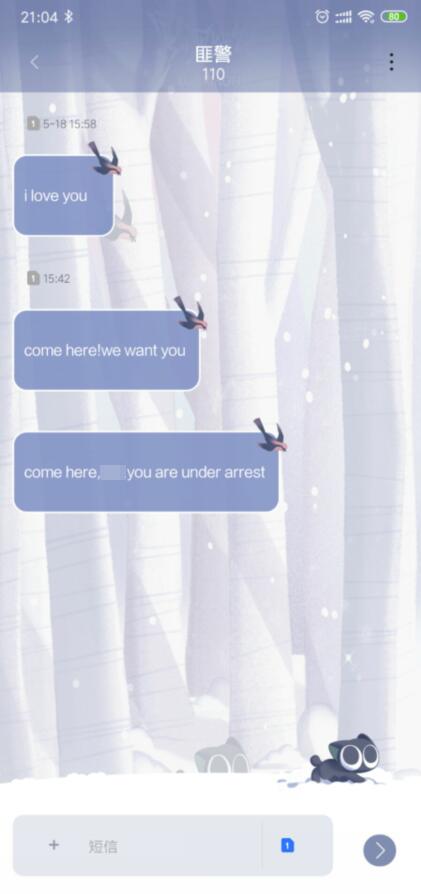 21:04
80
匪警
110
1 5-18 15:58
i love you
1 15:42
come here!we want you
come here, you are under arrest
短信
1